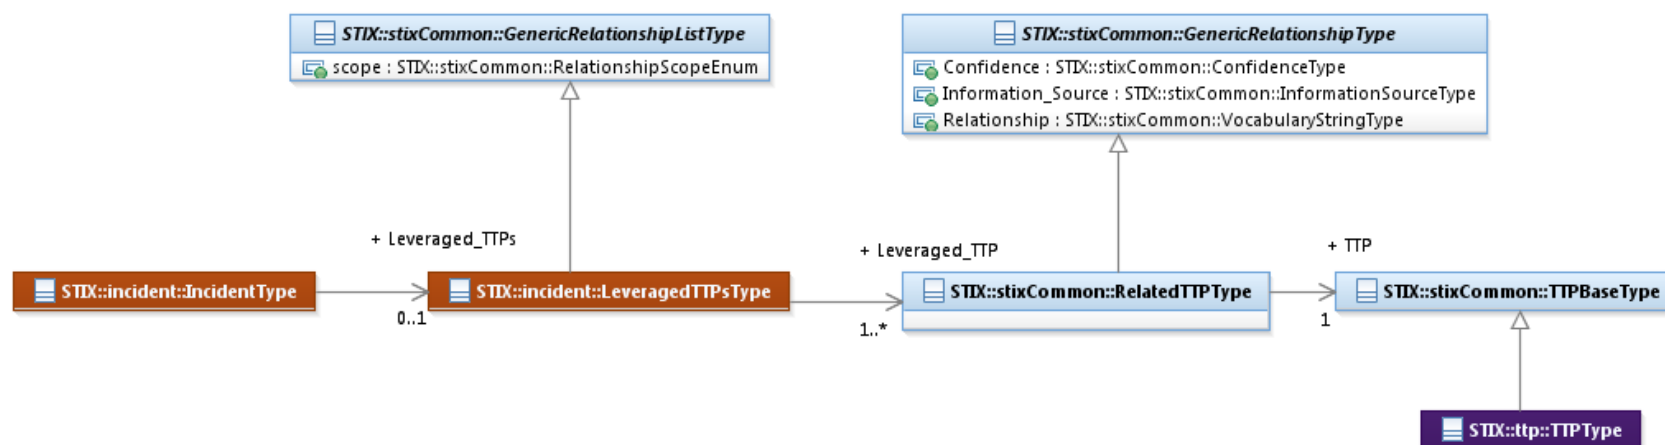 STIX::stixCommon::GenericRelationshipListType
scope : STIX::stixCommon::RelationshipScopeEnum
STIX::stixCommon::GenericRelationshipType
Confidence : STIX::stixCommon::ConfidenceType
Information_Source : STIX::stixCommon::InformationSourceType
Relationship : STIX::stixCommon::VocabularyStringType
+ Leveraged_TTPs
+ Leveraged_TTP
+ TTP
STIX::incident::IncidentType
STIX::incident::LeveragedTTPsType
STIX::stixCommon::RelatedTTPType
STIX::stixCommon::TTPBaseType
0..1
1..*
1
STIX::ttp::TTPType